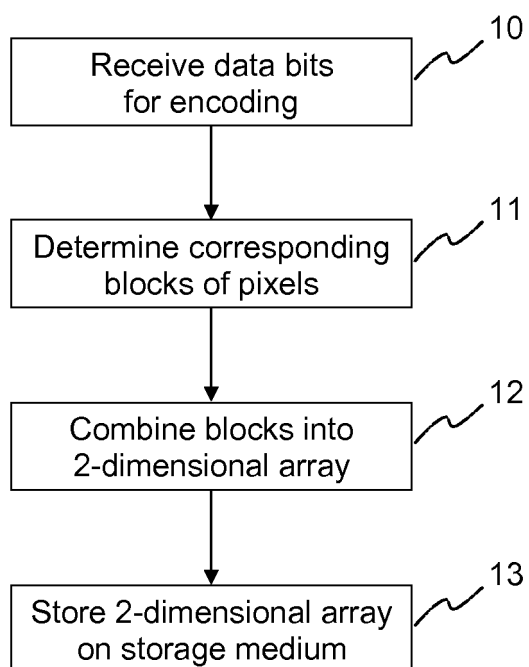 10
Receive data bits
for encoding
11
Determine corresponding
blocks of pixels
12
Combine blocks into
2-dimensional array
13
Store 2-dimensional array
on storage medium